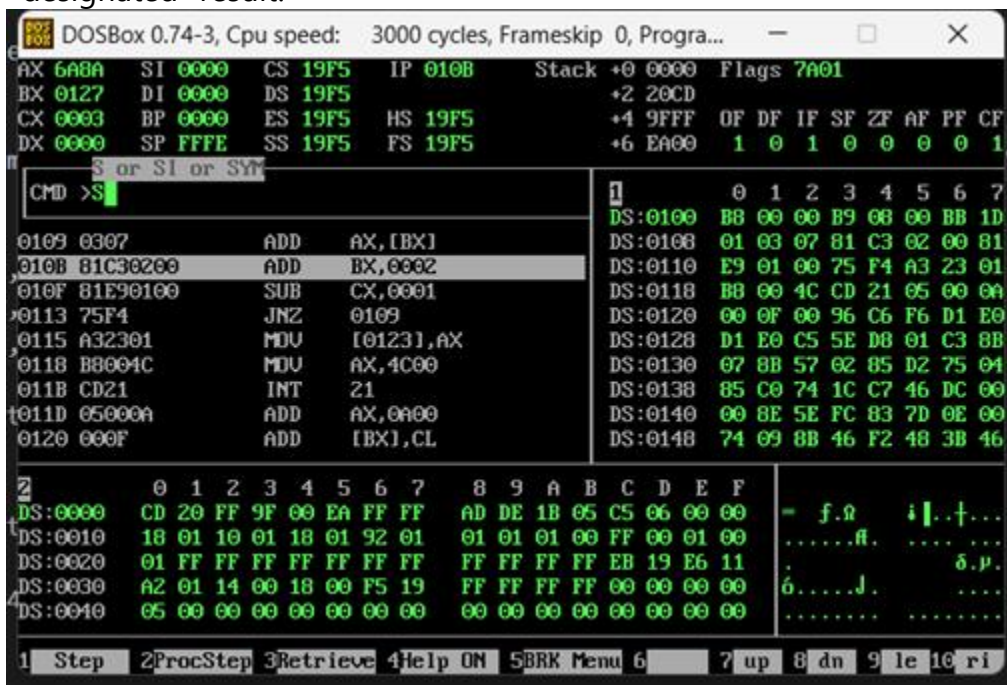 "designated" result.
DOSBox 0.74-3, Cpu speed: 3000 cycles, Frameskip 0, Progra...
AX 6A8A SI 0000 CS 19F5 IP 010B Stack +0 0000 Flags 7A01
BX 0127 DI 0000 DS 19F5 +2 20CD
CX 0003 BP 0000 ES 19F5 HS 19F5 +4 9FFF OF DF IF SF ZF AF PF CF
DX 0000 SP FFFE SS 19F5 FS 19F5 +6 EA00 1 0 1 0 0 0 0 1
S or SI or SYM
CMD >S
1 0 1 2 3 4 5 6 7
DS:0100 B8 00 00 B9 08 00 BB 1D
0109 0307 ADD AX,[BX] DS:0108 01 03 07 81 C3 02 00 81
010B 81C30200 ADD BX,0002 DS:0110 E9 01 00 75 F4 A3 23 01
010F 81E90100 SUB CX,0001 DS:0118 B8 00 4C CD 21 05 00 0A
0113 75F4 JNZ 0109 DS:0120 00 0F 00 96 C6 F6 D1 E0
0115 A32301 MOV [0123],AX DS:0128 D1 E0 C5 5E D8 01 C3 8B
0118 B8004C MOV AX,4C00 DS:0130 07 8B 57 02 85 D2 75 04
011B CD21 INT 21 DS:0138 85 C0 74 1C C7 46 DC 00
011D 05000A ADD AX,0A00 DS:0140 00 8E 5E FC 83 7D 0E 00
0120 000F ADD [BX],CL DS:0148 74 09 8B 46 F2 48 3B 46
2 0 1 2 3 4 5 6 7 8 9 A B C D E F
DS:0000 CD 20 FF 9F 00 EA FF FF AD DE 1B 05 C5 06 00 00 = ƒ.Ω ¡▐..┼...
DS:0010 18 01 10 01 18 01 92 01 01 01 01 00 FF 00 01 00 ......Æ. .... ...
DS:0020 01 FF FF FF FF FF FF FF FF FF FF FF EB 19 E6 11 . δ.µ.
DS:0030 A2 01 14 00 18 00 F5 19 FF FF FF FF 00 00 00 00 ó.....⌡. ....
DS:0040 05 00 00 00 00 00 00 00 00 00 00 00 00 00 00 00 ........ ........
1 Step 2ProcStep 3Retrieve 4Help ON 5BRK Menu 6 7 up 8 dn 9 le 10 ri